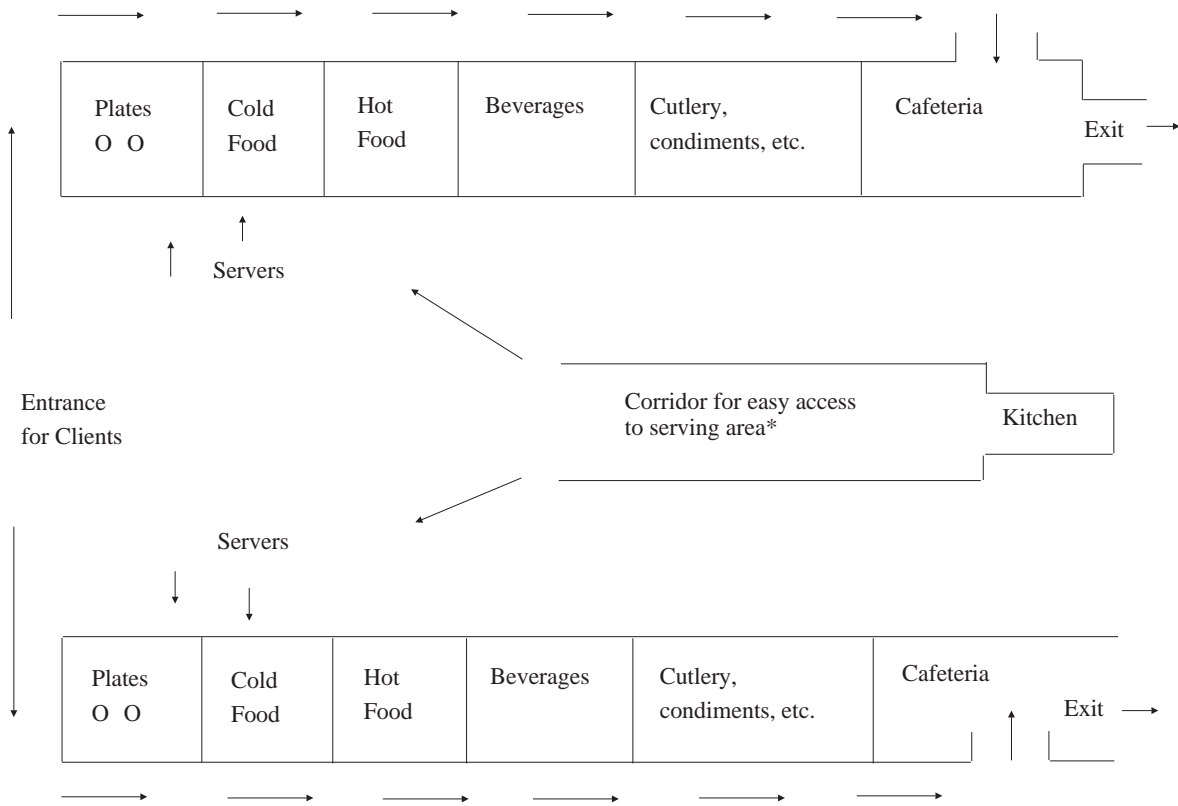 Plates
O O
Cold
Food
Hot
Food
Beverages
Cutlery,
condiments, etc.
Cafeteria
Exit
Servers
Entrance
for Clients
Corridor for easy access
to serving area*
Kitchen
Servers
Plates
O O
Cold
Food
Hot
Food
Beverages
Cutlery,
condiments, etc.
Cafeteria
Exit